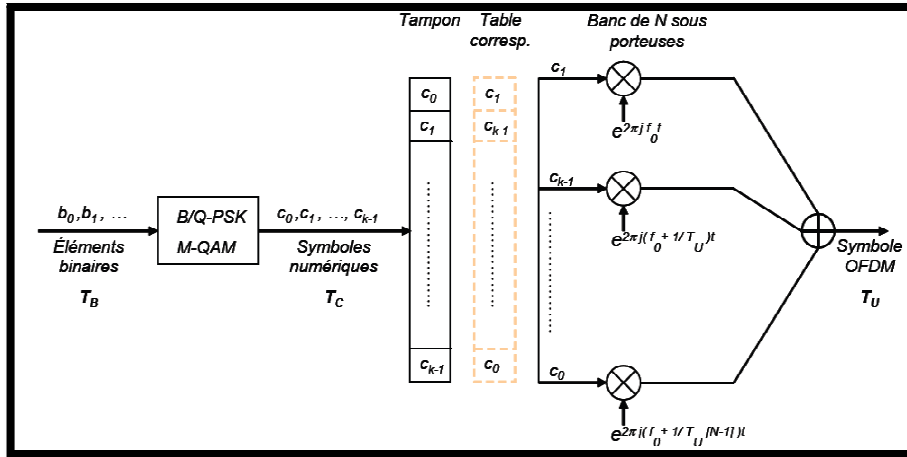 Tampon
Table
corresp.
Banc de N sous
porteuses
c0
c1
ck-1
c1
ck-1
c0
b0, b1, ...
Éléments
binaires
TB
B/Q-PSK
M-QAM
c0, c1, ..., ck-1
Symboles
numériques
TC
c1
e2πj f0t
ck-1
e2πj(f0 + 1/TU)t
c0
e2πj(f0 + 1/TU [N-1])t
Symbole
OFDM
TU